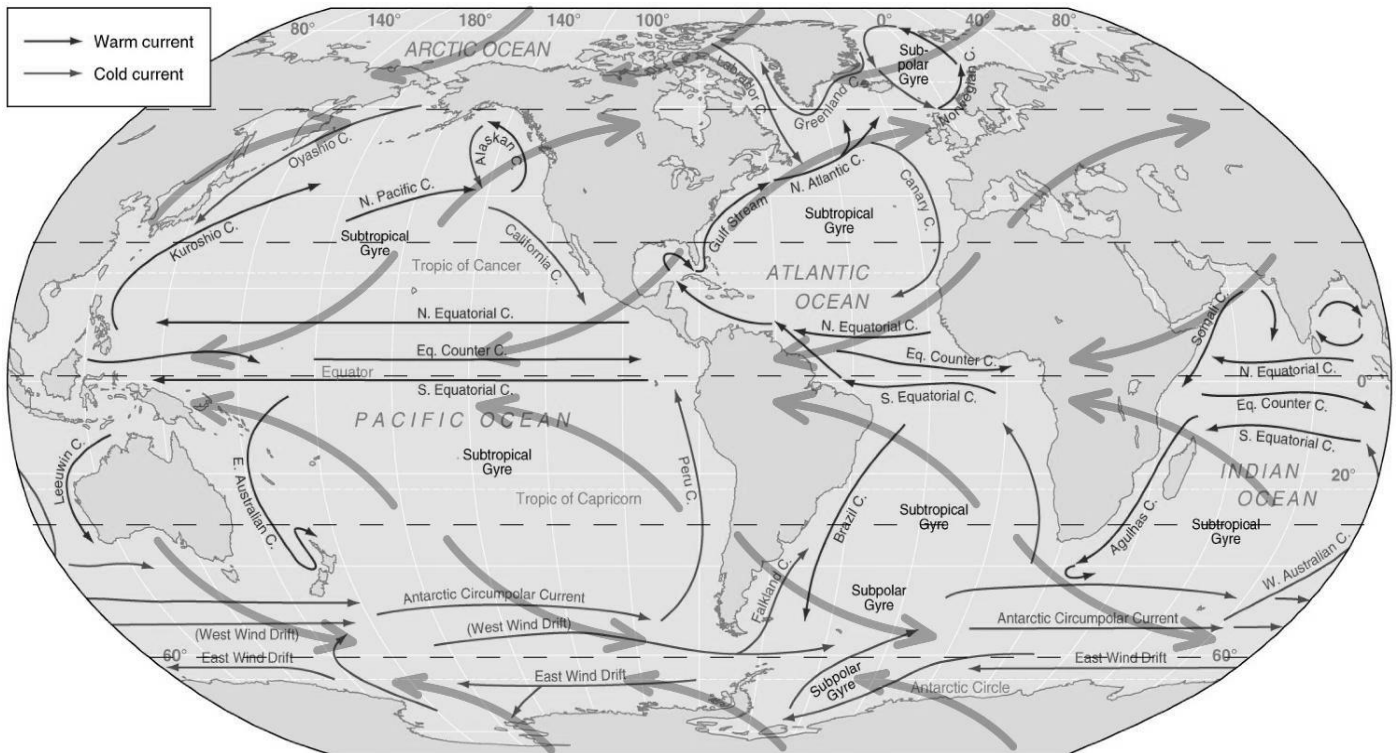 Warm current
Cold current
80°
140°
180°
140°
100°
0°
40°
80°
ARCTIC OCEAN
Sub-
polar
Gyre
Labrador C.
Greenland C.
Norwegian C.
Oyashio C.
Alaskan C.
N. Pacific C.
N. Atlantic C.
Canary C.
Kuroshio C.
Subtropical
Gyre
California C.
Gulf Stream
Subtropical
Gyre
Tropic of Cancer
ATLANTIC
OCEAN
Somali C.
N. Equatorial C.
N. Equatorial C.
Eq. Counter C.
Eq. Counter C.
N. Equatorial C.
Equator
0°
S. Equatorial C.
S. Equatorial C.
Eq. Counter C.
PACIFIC OCEAN
S. Equatorial C.
Leeuwin C.
E. Australian C.
Subtropical
Gyre
Peru C.
INDIAN
OCEAN
20°
Tropic of Capricorn
Brazil C.
Subtropical
Gyre
Agulhas C.
Subtropical
Gyre
W. Australian C.
Antarctic Circumpolar Current
Falkland C.
Subpolar
Gyre
Antarctic Circumpolar Current
(West Wind Drift)
(West Wind Drift)
60°
East Wind Drift
East Wind Drift
60°
East Wind Drift
Subpolar
Gyre
Antarctic Circle